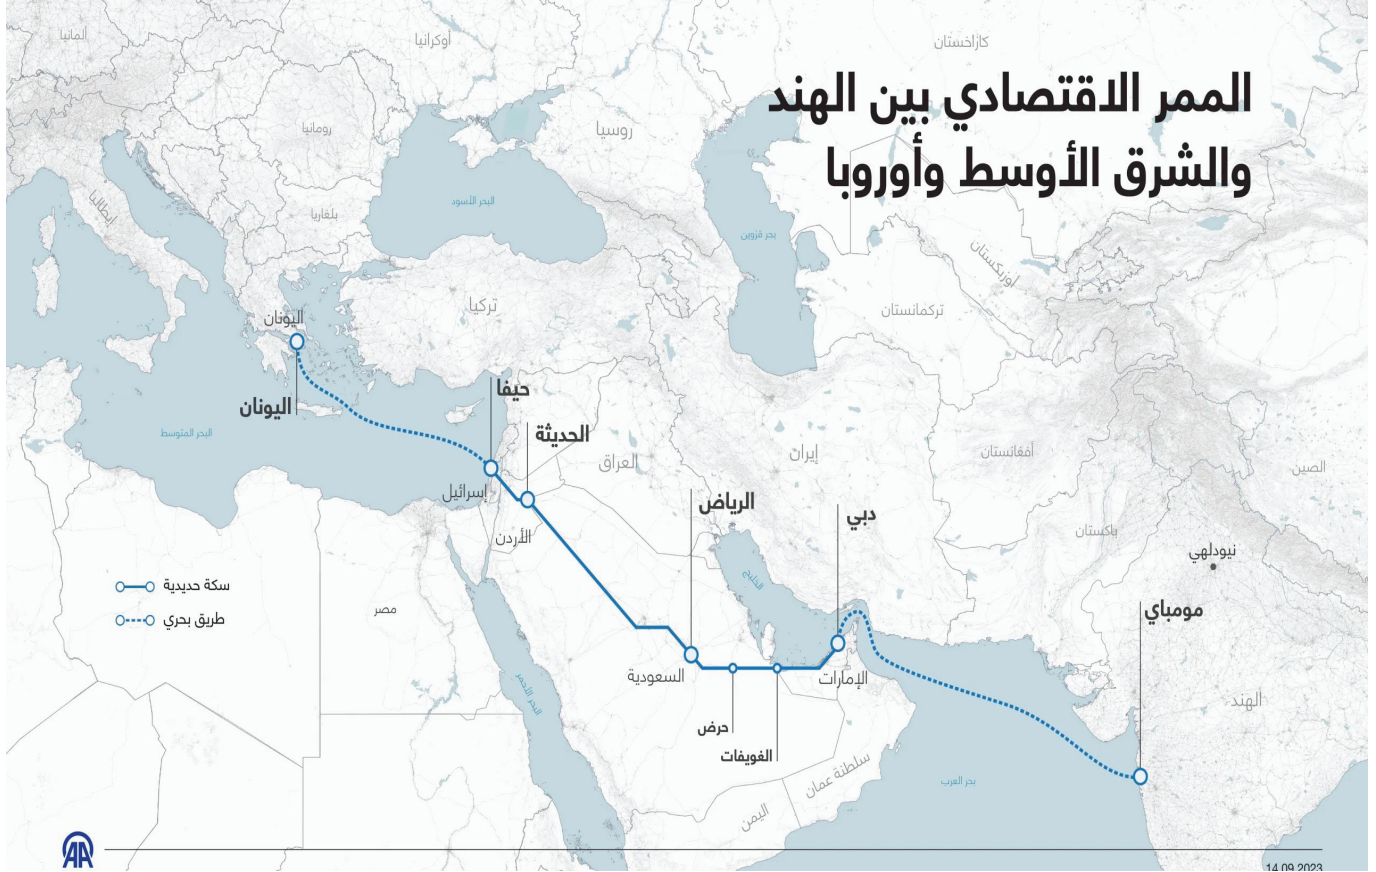 الممر الاقتصادي بين الهند
والشرق الأوسط وأوروبا
ألمانيا
أوكرانيا
كازاخستان
رومانيا
روسيا
إيطاليا
بلغاريا
البحر الأسود
بحر قزوين
أوزبكستان
تركيا
تركمانستان
اليونان
اليونان
حيفا
الحديثة
البحر المتوسط
العراق
إيران
أفغانستان
الصين
إسرائيل
الرياض
دبي
الأردن
باكستان
نيودلهي
الخليج
سكة حديدية
طريق بحري
مصر
مومباي
السعودية
الإمارات
البحر الأحمر
الهند
حرض
الغويفات
سلطنة عمان
بحر العرب
اليمن
AA
14.09.2023